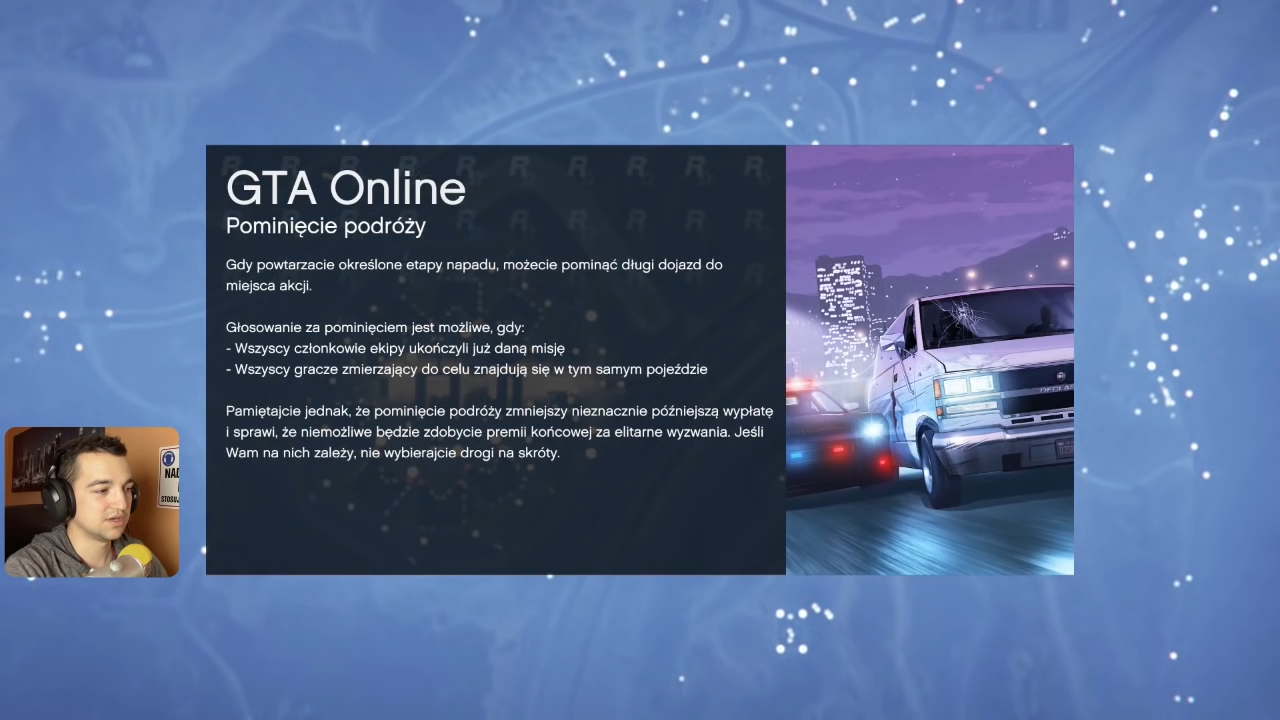 GTA Online
Pominięcie podróży
Gdy powtarzacie określone etapy napadu, możecie pominąć długi dojazd do
miejsca akcji.
Głosowanie za pominięciem jest możliwe, gdy:
- Wszyscy członkowie ekipy ukończyli już daną misję
- Wszyscy gracze zmierzający do celu znajdują się w tym samym pojeździe
Pamiętajcie jednak, że pominięcie podróży zmniejszy nieznacznie późniejszą wypłatę
i sprawi, że niemożliwe będzie zdobycie premii końcowej za elitarne wyzwania. Jeśli
Wam na nich zależy, nie wybierajcie drogi na skróty.